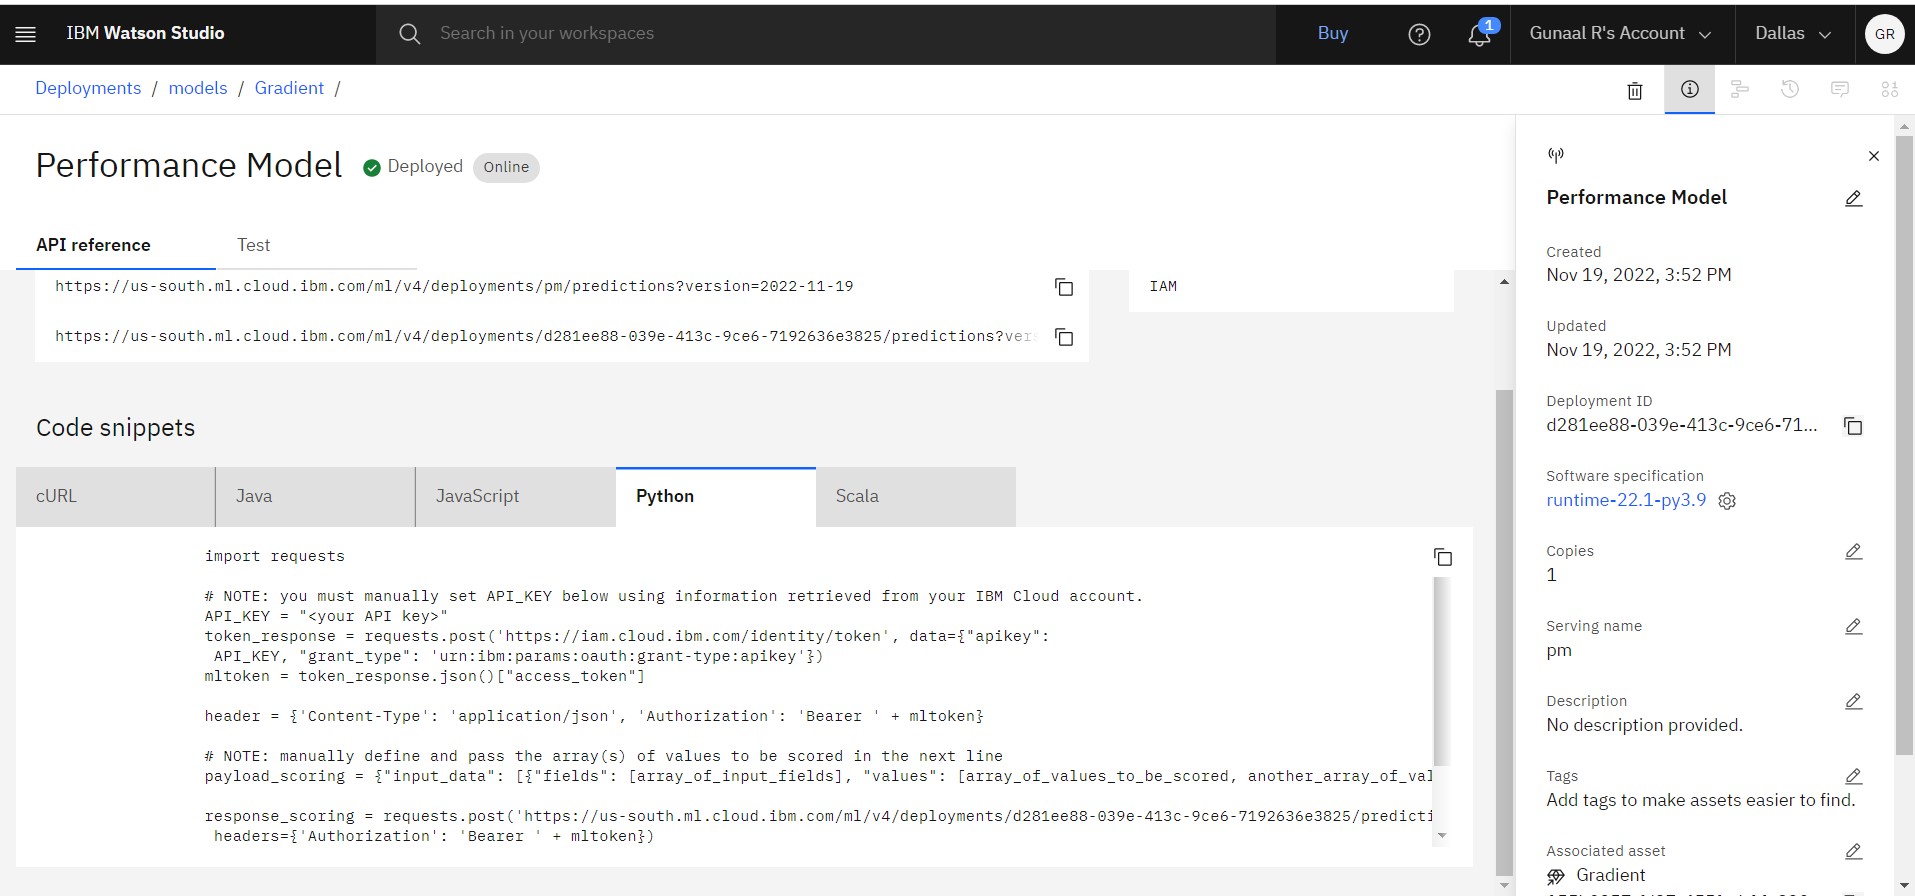 IBM Watson Studio
Search in your workspaces
Buy
1
Gunaal R's Account
Dallas
GR
Deployments / models / Gradient /
Performance Model
Deployed
Online
API reference
Test
https://us-south.ml.cloud.ibm.com/ml/v4/deployments/pm/predictions?version=2022-11-19
IAM
https://us-south.ml.cloud.ibm.com/ml/v4/deployments/d281ee88-039e-413c-9ce6-7192636e3825/predictions?vers
Code snippets
cURL
Java
JavaScript
Python
Scala
import requests
# NOTE: you must manually set API_KEY below using information retrieved from your IBM Cloud account.
API_KEY = "<your API key>"
token_response = requests.post('https://iam.cloud.ibm.com/identity/token', data={"apikey":
API_KEY, "grant_type": 'urn:ibm:params:oauth:grant-type:apikey'})
mltoken = token_response.json()["access_token"]
header = {'Content-Type': 'application/json', 'Authorization': 'Bearer ' + mltoken}
# NOTE: manually define and pass the array(s) of values to be scored in the next line
payload_scoring = {"input_data": [{"fields": [array_of_input_fields], "values": [array_of_values_to_be_scored, another_array_of_val
response_scoring = requests.post('https://us-south.ml.cloud.ibm.com/ml/v4/deployments/d281ee88-039e-413c-9ce6-7192636e3825/predicti
headers={'Authorization': 'Bearer ' + mltoken})
Performance Model
Created
Nov 19, 2022, 3:52 PM
Updated
Nov 19, 2022, 3:52 PM
Deployment ID
d281ee88-039e-413c-9ce6-71...
Software specification
runtime-22.1-py3.9
Copies
1
Serving name
pm
Description
No description provided.
Tags
Add tags to make assets easier to find.
Associated asset
Gradient